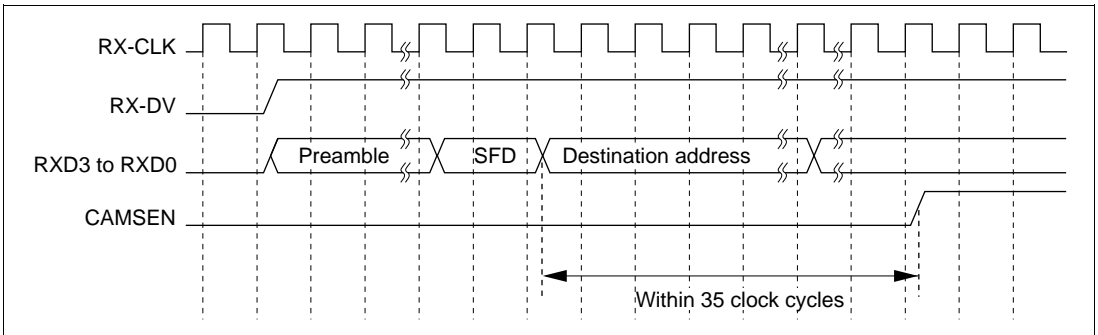 RX-CLK
RX-DV
RXD3 to RXD0
Preamble
SFD
Destination address
CAMSEN
Within 35 clock cycles